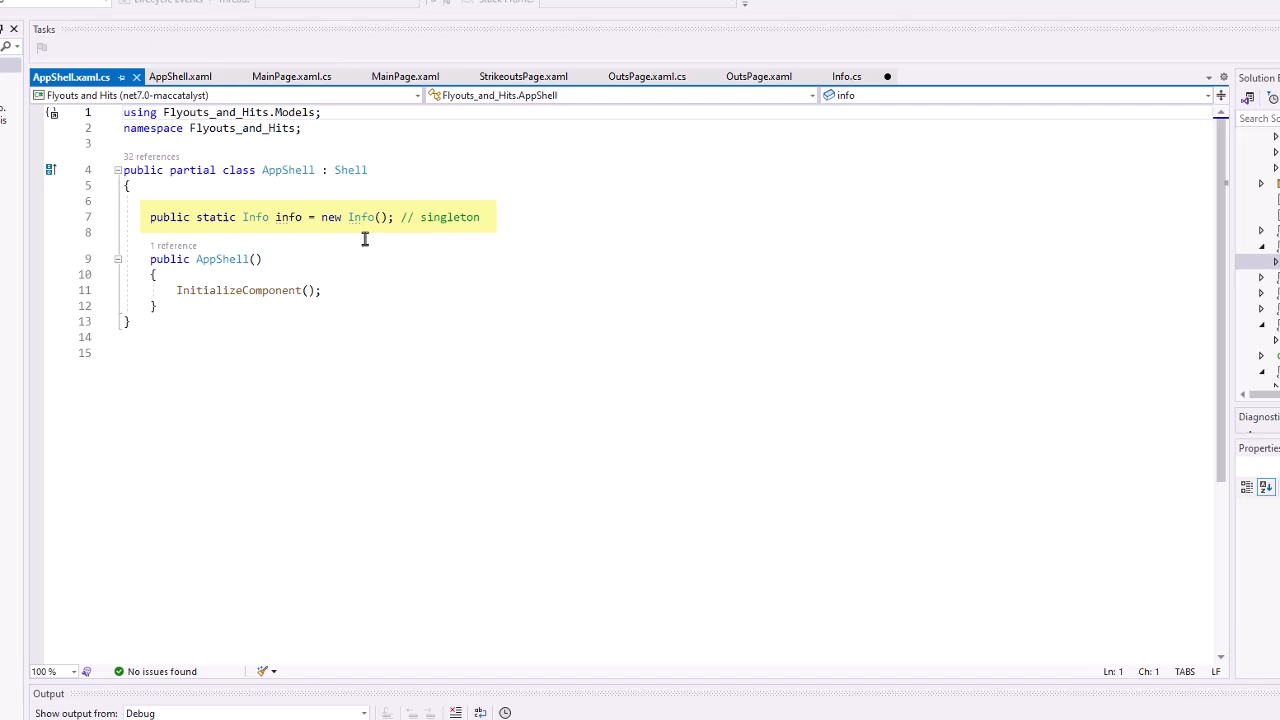 Tasks
AppShell.xaml.cs
AppShell.xaml
MainPage.xaml.cs
MainPage.xaml
StrikeoutsPage.xaml
OutsPage.xaml.cs
OutsPage.xaml
Info.cs
Solution E
Flyouts and Hits (net7.0-maccatalyst)
Flyouts_and_Hits.AppShell
info
Search So
1 using Flyouts_and_Hits.Models;
2 namespace Flyouts_and_Hits;
3
32 references
4 public partial class AppShell : Shell
5 {
6
7 public static Info info = new Info(); // singleton
8
1 reference
9 public AppShell()
10 {
11 InitializeComponent();
12 }
13 }
14
15
Diagnosti
Properties
100 %
No issues found
Ln: 1
Ch: 1
TABS
LF
Output
Show output from:
Debug